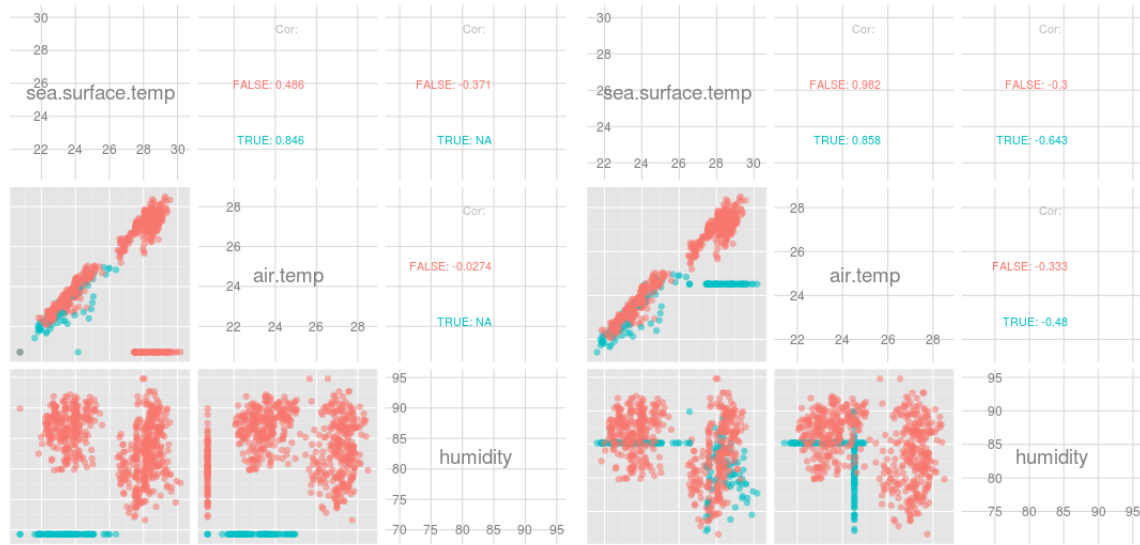 30 Cor: Cor: 30 Cor: Cor:
28 28
26 FALSE: 0.486 FALSE: -0.371 26 FALSE: 0.982 FALSE: -0.3
sea.surface.temp sea.surface.temp
24 TRUE: 0.846 TRUE: NA 24 TRUE: 0.858 TRUE: -0.643
22 24 26 28 30 22 24 26 28 30
28 Cor: 28 Cor:
26 FALSE: -0.0274 26 FALSE: -0.333
air.temp air.temp
24 TRUE: NA 24 TRUE: -0.48
22 22 24 26 28 22 22 24 26 28
95 95
90 90
85 85
humidity humidity
80 80
75 75
70 75 80 85 90 95 75 80 85 90 95